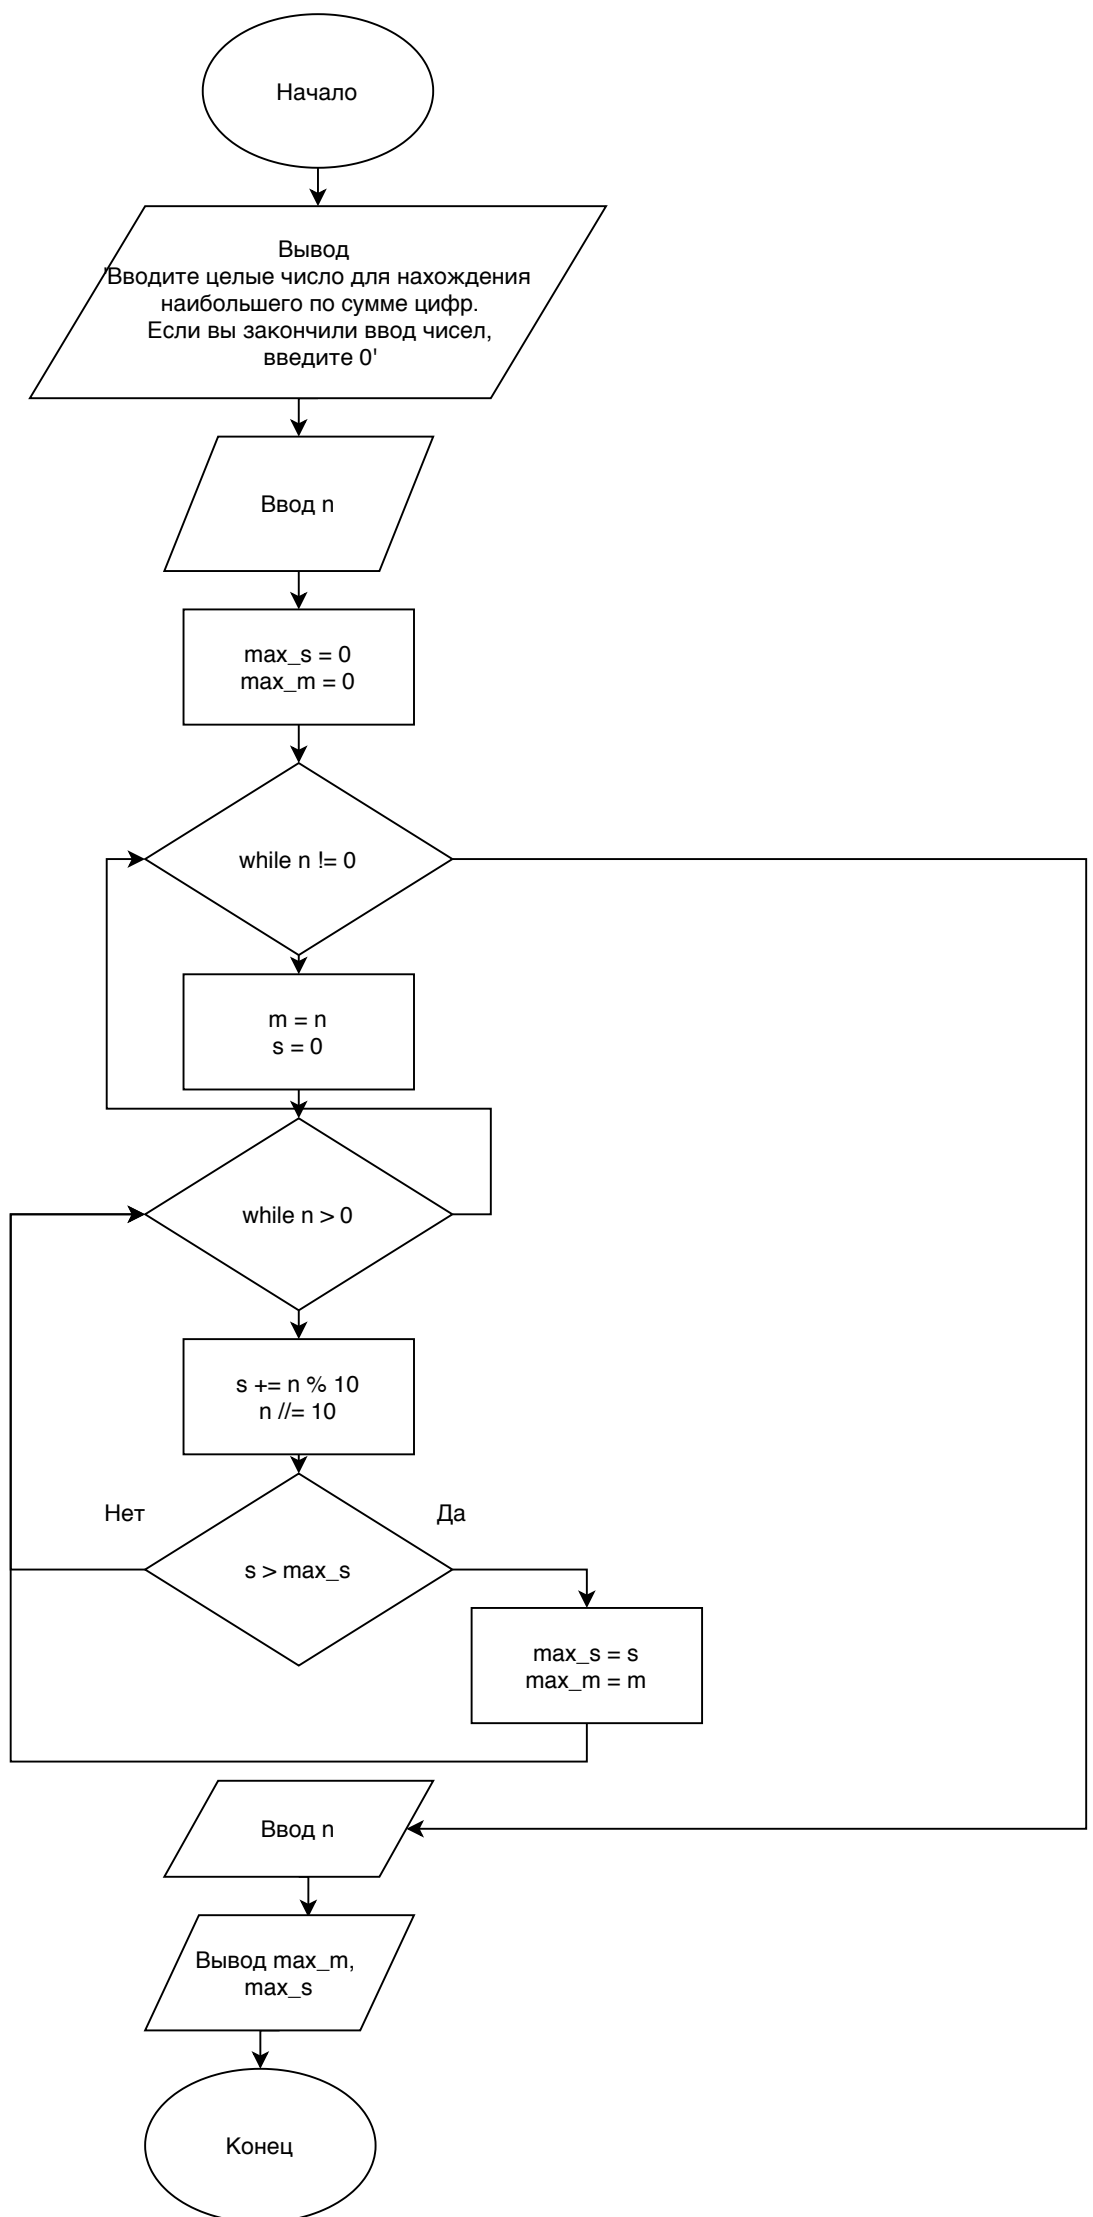 Начало
Вывод
'Вводите целые число для нахождения
наибольшего по сумме цифр.
Если вы закончили ввод чисел,
введите 0'
Ввод n
max_s = 0
max_m = 0
while n != 0
m = n
s = 0
while n > 0
s += n % 10
n //= 10
Нет
Да
s > max_s
max_s = s
max_m = m
Ввод n
Вывод max_m,
max_s
Конец